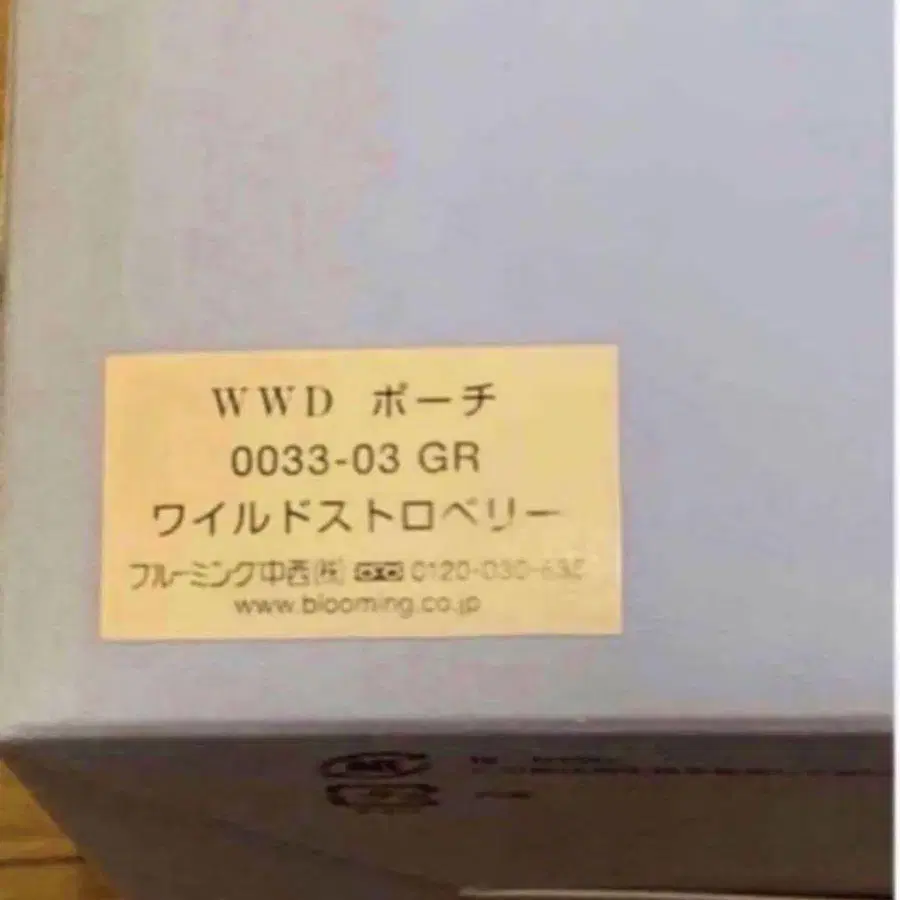 WWD ポーチ
0033-03 GR
ワイルドストロベリー
ブルーミング中西㈱ 0120-030-
www.blooming.co.jp